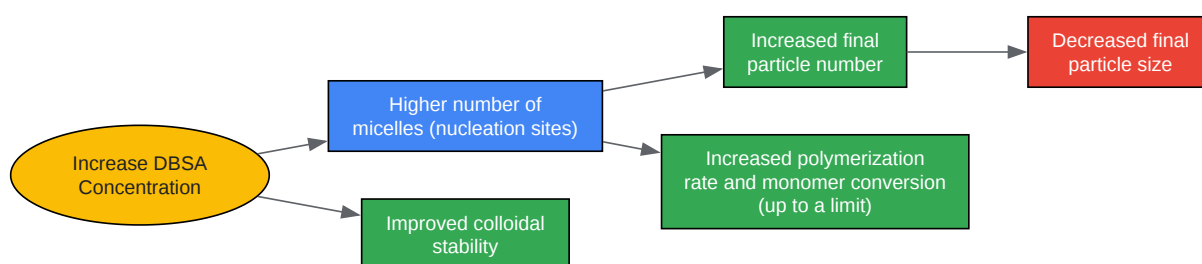 Increase DBSA
Concentration
Higher number of
micelles (nucleation sites)
Improved colloidal
stability
Increased final
particle number
Increased polymerization
rate and monomer conversion
(up to a limit)
Decreased final
particle size